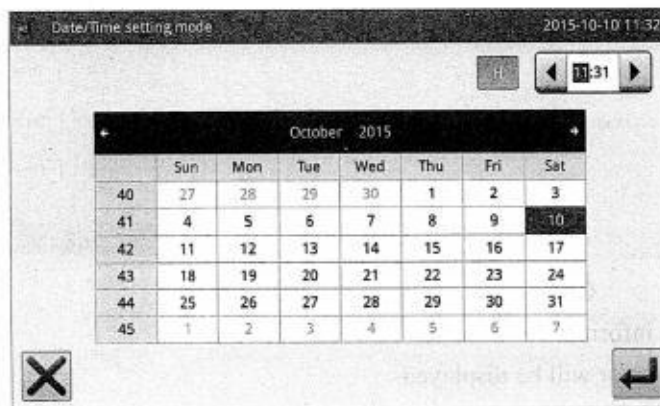 Date/Time setting mode 2015-10-10 11:32
H 11:31
October 2015
Sun Mon Tue Wed Thu Fri Sat
40 27 28 29 30 1 2 3
41 4 5 6 7 8 9 10
42 11 12 13 14 15 16 17
43 18 19 20 21 22 23 24
44 25 26 27 28 29 30 31
45 1 2 3 4 5 6 7
will be displayed